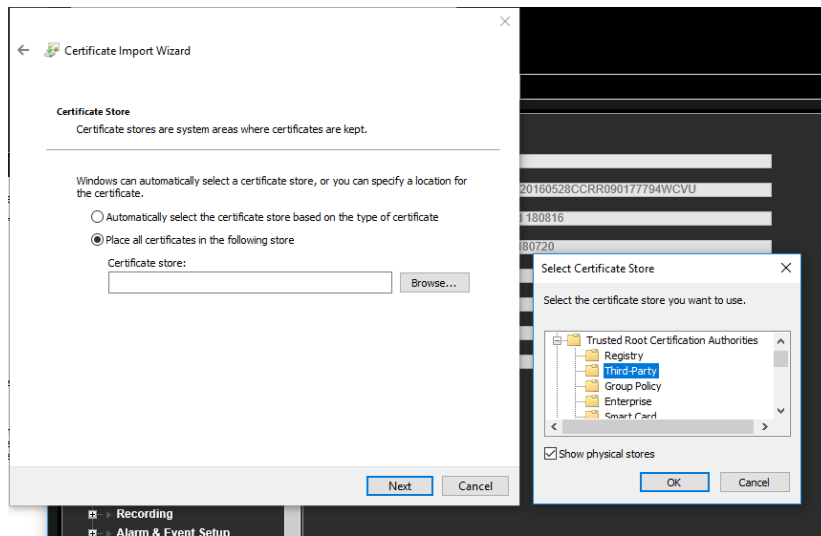 Certificate Import Wizard
Certificate Store
Certificate stores are system areas where certificates are kept.
Windows can automatically select a certificate store, or you can specify a location for
the certificate.
Automatically select the certificate store based on the type of certificate
Place all certificates in the following store
Certificate store:
Browse...
Next
Cancel
20160528CCRR090177794WCVU
180816
80720
Select Certificate Store
Select the certificate store you want to use.
Trusted Root Certification Authorities
Registry
Third-Party
Group Policy
Enterprise
Smart Card
Show physical stores
OK
Cancel
Recording
Alarm & Event Setup